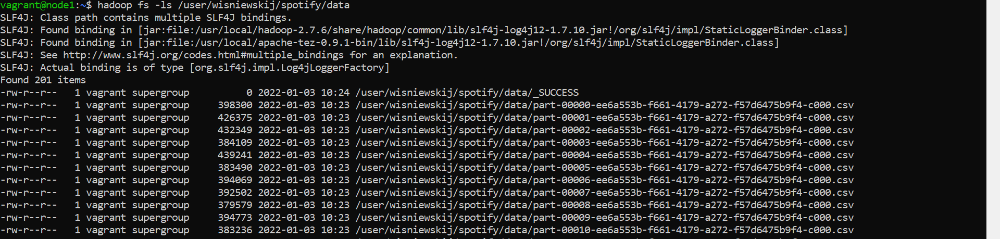 vagrant@node1:~$ hadoop fs -ls /user/wisniewskij/spotify/data
SLF4J: Class path contains multiple SLF4J bindings.
SLF4J: Found binding in [jar:file:/usr/local/hadoop-2.7.6/share/hadoop/common/lib/slf4j-log4j12-1.7.10.jar!/org/slf4j/impl/StaticLoggerBinder.class]
SLF4J: Found binding in [jar:file:/usr/local/apache-tez-0.9.1-bin/lib/slf4j-log4j12-1.7.10.jar!/org/slf4j/impl/StaticLoggerBinder.class]
SLF4J: See http://www.slf4j.org/codes.html#multiple_bindings for an explanation.
SLF4J: Actual binding is of type [org.slf4j.impl.Log4jLoggerFactory]
Found 201 items
-rw-r--r--   1 vagrant supergroup          0 2022-01-03 10:24 /user/wisniewskij/spotify/data/_SUCCESS
-rw-r--r--   1 vagrant supergroup     398300 2022-01-03 10:23 /user/wisniewskij/spotify/data/part-00000-ee6a553b-f661-4179-a272-f57d6475b9f4-c000.csv
-rw-r--r--   1 vagrant supergroup     426375 2022-01-03 10:23 /user/wisniewskij/spotify/data/part-00001-ee6a553b-f661-4179-a272-f57d6475b9f4-c000.csv
-rw-r--r--   1 vagrant supergroup     432349 2022-01-03 10:23 /user/wisniewskij/spotify/data/part-00002-ee6a553b-f661-4179-a272-f57d6475b9f4-c000.csv
-rw-r--r--   1 vagrant supergroup     384109 2022-01-03 10:23 /user/wisniewskij/spotify/data/part-00003-ee6a553b-f661-4179-a272-f57d6475b9f4-c000.csv
-rw-r--r--   1 vagrant supergroup     439241 2022-01-03 10:23 /user/wisniewskij/spotify/data/part-00004-ee6a553b-f661-4179-a272-f57d6475b9f4-c000.csv
-rw-r--r--   1 vagrant supergroup     383490 2022-01-03 10:23 /user/wisniewskij/spotify/data/part-00005-ee6a553b-f661-4179-a272-f57d6475b9f4-c000.csv
-rw-r--r--   1 vagrant supergroup     394069 2022-01-03 10:23 /user/wisniewskij/spotify/data/part-00006-ee6a553b-f661-4179-a272-f57d6475b9f4-c000.csv
-rw-r--r--   1 vagrant supergroup     392502 2022-01-03 10:23 /user/wisniewskij/spotify/data/part-00007-ee6a553b-f661-4179-a272-f57d6475b9f4-c000.csv
-rw-r--r--   1 vagrant supergroup     379579 2022-01-03 10:23 /user/wisniewskij/spotify/data/part-00008-ee6a553b-f661-4179-a272-f57d6475b9f4-c000.csv
-rw-r--r--   1 vagrant supergroup     394773 2022-01-03 10:23 /user/wisniewskij/spotify/data/part-00009-ee6a553b-f661-4179-a272-f57d6475b9f4-c000.csv
-rw-r--r--   1 vagrant supergroup     383236 2022-01-03 10:23 /user/wisniewskij/spotify/data/part-00010-ee6a553b-f661-4179-a272-f57d6475b9f4-c000.csv